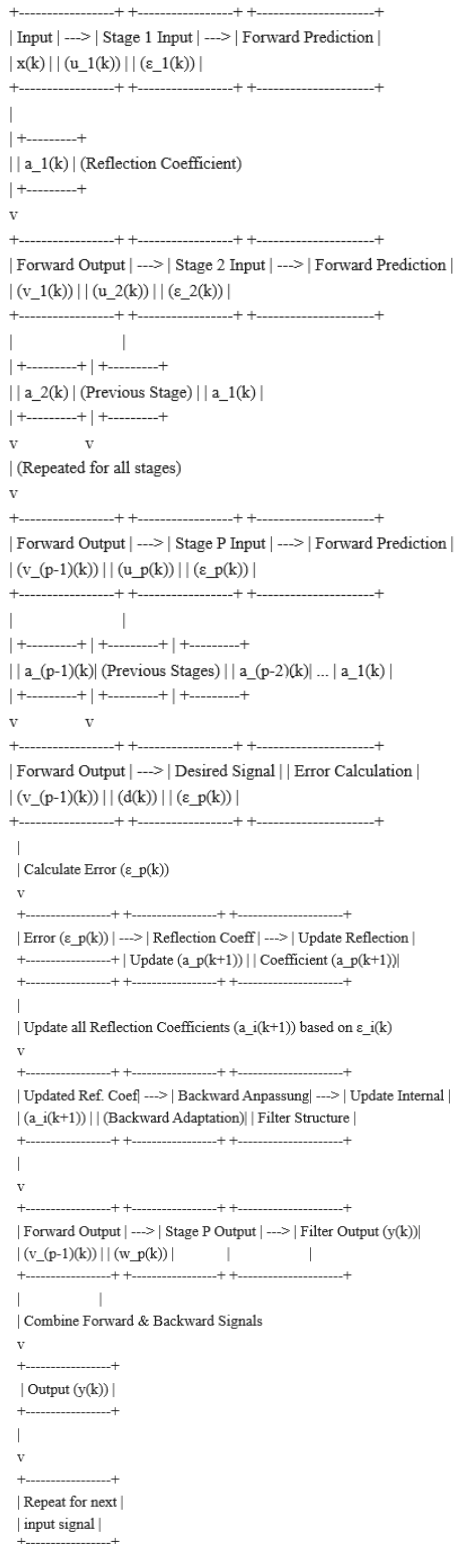 +-----------------+ +-----------------+ +---------------------+
| Input | ---> | Stage 1 Input | ---> | Forward Prediction |
| x(k) | | (u_1(k)) | | (ε_1(k)) |
+-----------------+ +-----------------+ +---------------------+
|
| +---------+
| | a_1(k) | (Reflection Coefficient)
| +---------+
v
+-----------------+ +-----------------+ +---------------------+
| Forward Output | ---> | Stage 2 Input | ---> | Forward Prediction |
| (v_1(k)) | | (u_2(k)) | | (ε_2(k)) |
+-----------------+ +-----------------+ +---------------------+
| |
| +---------+ | +---------+
| | a_2(k) | (Previous Stage) | | a_1(k) |
| +---------+ | +---------+
v v
| (Repeated for all stages)
v
+-----------------+ +-----------------+ +---------------------+
| Forward Output | ---> | Stage P Input | ---> | Forward Prediction |
| (v_(p-1)(k)) | | (u_p(k)) | | (ε_p(k)) |
+-----------------+ +-----------------+ +---------------------+
| |
| +---------+ | +---------+ | +---------+
| | a_(p-1)(k)| (Previous Stages) | | a_(p-2)(k)| ... | a_1(k) |
| +---------+ | +---------+ | +---------+
v v
+-----------------+ +-----------------+ +---------------------+
| Forward Output | ---> | Desired Signal | | Error Calculation |
| (v_(p-1)(k)) | | (d(k)) | | (ε_p(k)) |
+-----------------+ +-----------------+ +---------------------+
|
| Calculate Error (ε_p(k))
v
+-----------------+ +-----------------+ +---------------------+
| Error (ε_p(k)) | ---> | Reflection Coeff | ---> | Update Reflection |
+-----------------+ | Update (a_p(k+1)) | | Coefficient (a_p(k+1))|
+-----------------+ +-----------------+ +---------------------+
|
| Update all Reflection Coefficients (a_i(k+1)) based on ε_i(k)
v
+-----------------+ +-----------------+ +---------------------+
| Updated Ref. Coef| ---> | Backward Anpassung| ---> | Update Internal |
| (a_i(k+1)) | | (Backward Adaptation)| | Filter Structure |
+-----------------+ +-----------------+ +---------------------+
|
v
+-----------------+ +-----------------+ +---------------------+
| Forward Output | ---> | Stage P Output | ---> | Filter Output (y(k))|
| (v_(p-1)(k)) | | (w_p(k)) | | |
+-----------------+ +-----------------+ +---------------------+
| |
| Combine Forward & Backward Signals
v
+-----------------+
| Output (y(k)) |
+-----------------+
|
v
+-----------------+
| Repeat for next |
| input signal |
+-----------------+